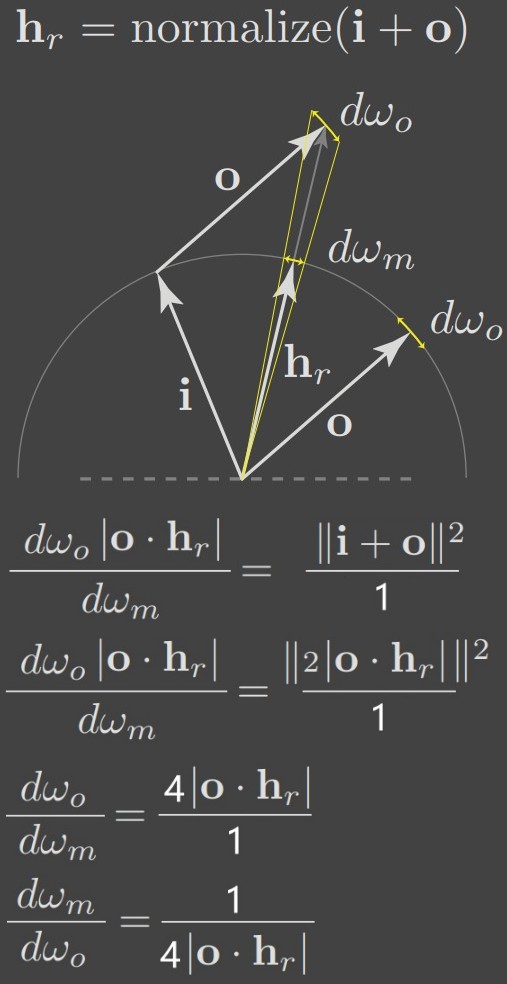 h_r = normalize(i + o)
dω_o
o
dω_m
dω_o
h_r
i
o
dω_o |o · h_r| / dω_m = ‖i + o‖² / 1
dω_o |o · h_r| / dω_m = ‖2|o · h_r|‖² / 1
dω_o / dω_m = 4|o · h_r| / 1
dω_m / dω_o = 1 / 4|o · h_r|